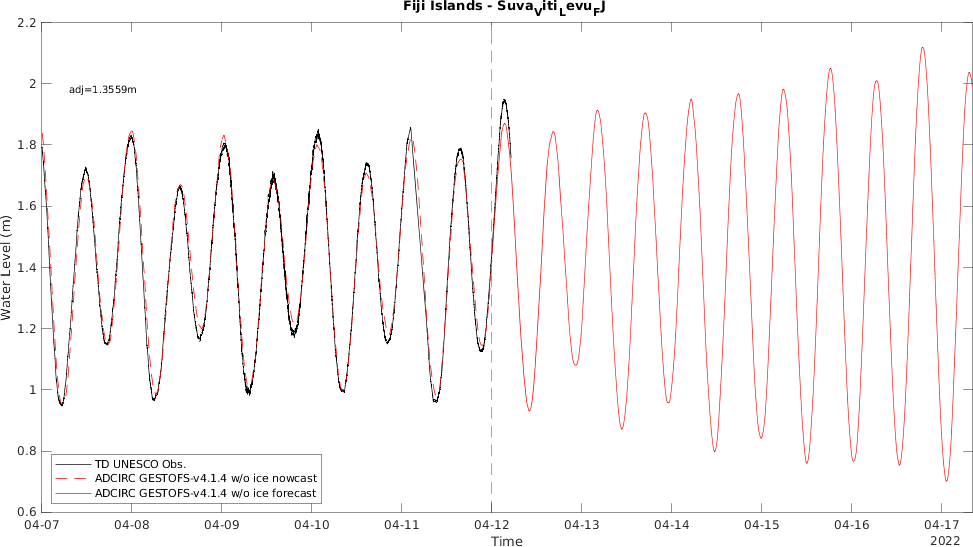 Fiji Islands - SuvaVitiLevuFJ
2.2
2
1.8
1.6
1.4
1.2
1
0.8
0.6
Water Level (m)
adj=1.3559m
TD UNESCO Obs.
ADCIRC GESTOFS-v4.1.4 w/o ice nowcast
ADCIRC GESTOFS-v4.1.4 w/o ice forecast
04-07 04-08 04-09 04-10 04-11 04-12 04-13 04-14 04-15 04-16 04-17
Time
2022